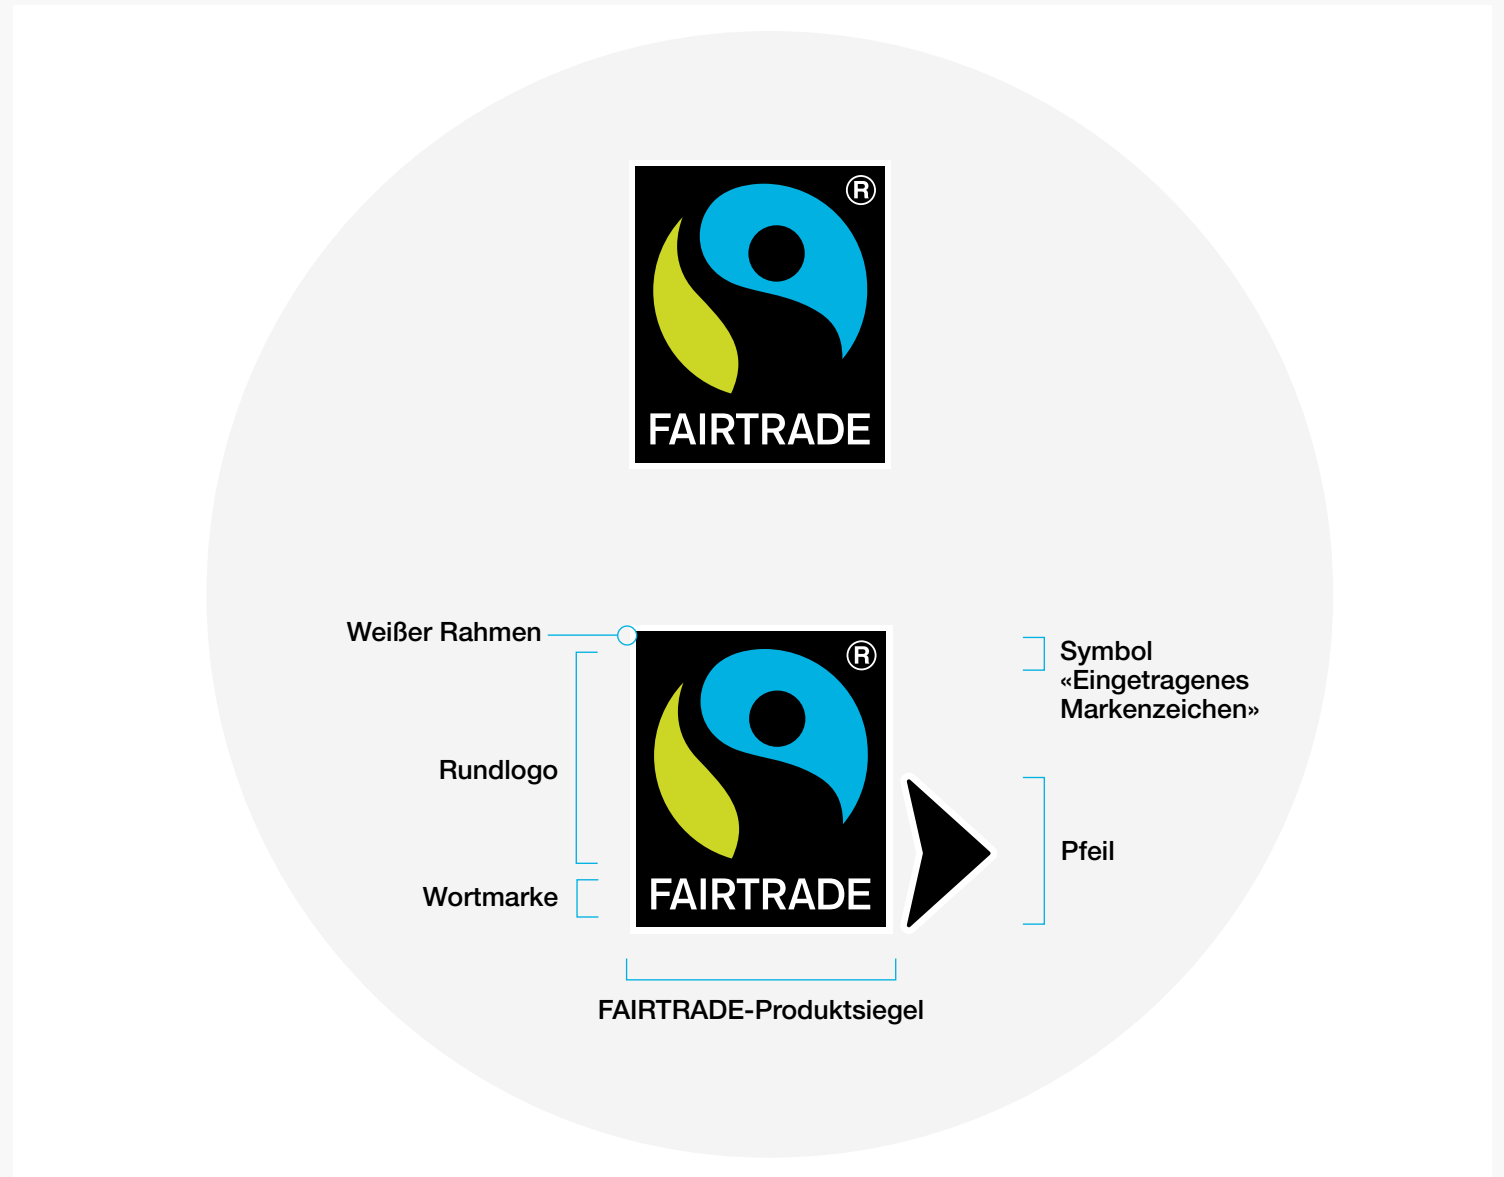 ®
FAIRTRADE
Weißer Rahmen
®
Symbol
«Eingetragenes
Markenzeichen»
Rundlogo
Pfeil
Wortmarke
FAIRTRADE
FAIRTRADE-Produktsiegel